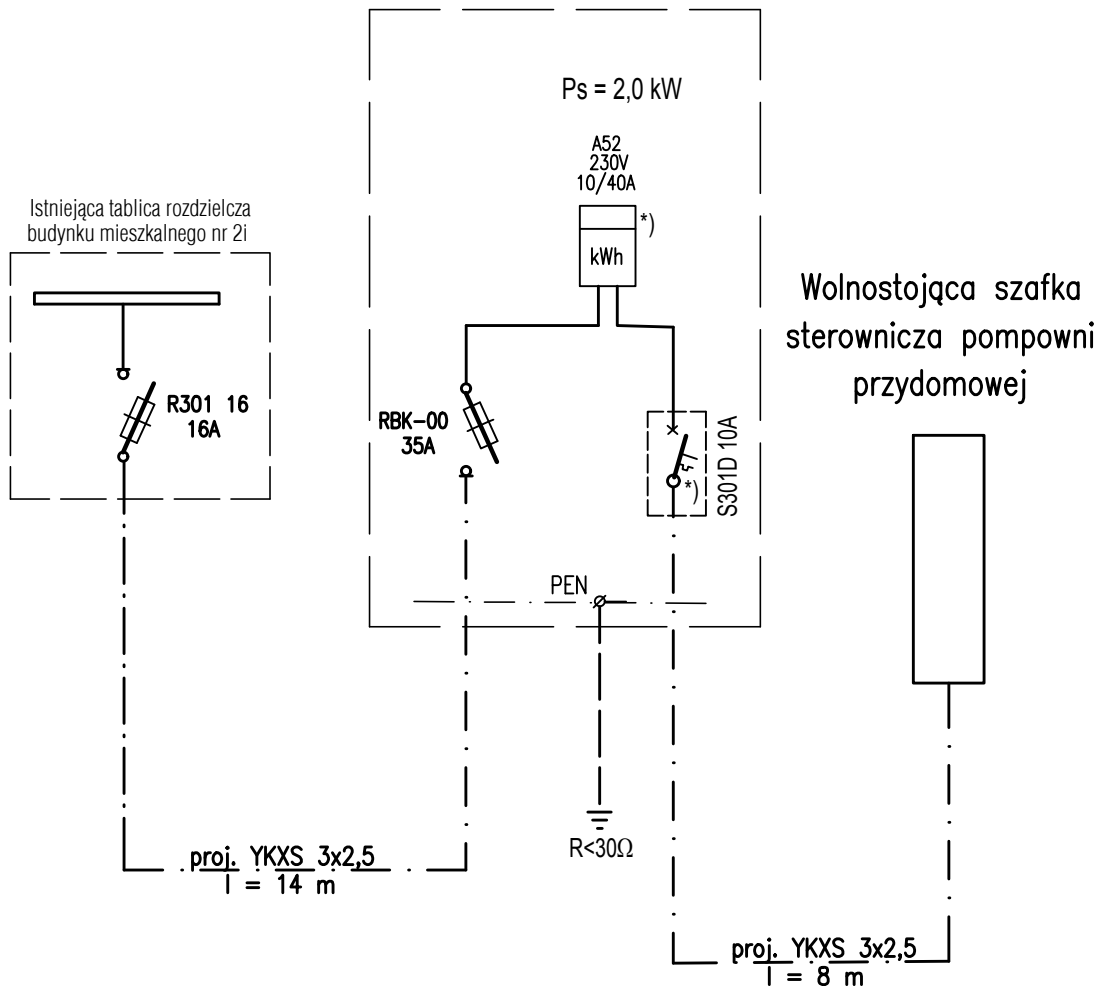 Ps = 2,0 kW
A52
230V
10/40A
*)
kWh
Istniejąca tablica rozdzielcza
budynku mieszkalnego nr 2i
R301 16
16A
RBK-00
35A
*)
S301D 10A
Wolnostojąca szafka
sterownicza pompowni
przydomowej
PEN
R<30Ω
proj. YKXS 3x2,5
l = 14 m
proj. YKXS 3x2,5
l = 8 m